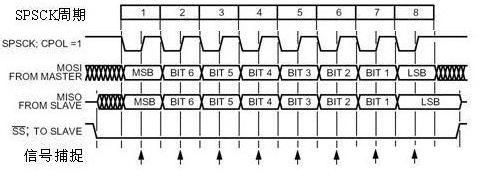 SPSCK周期 1 2 3 4 5 6 7 8
SPSCK; CPOL =1
MOSI
FROM MASTER MSB BIT 6 BIT 5 BIT 4 BIT 3 BIT 2 BIT 1 LSB
MISO
FROM SLAVE MSB BIT 6 BIT 5 BIT 4 BIT 3 BIT 2 BIT 1 LSB
SS; TO SLAVE
信号捕捉